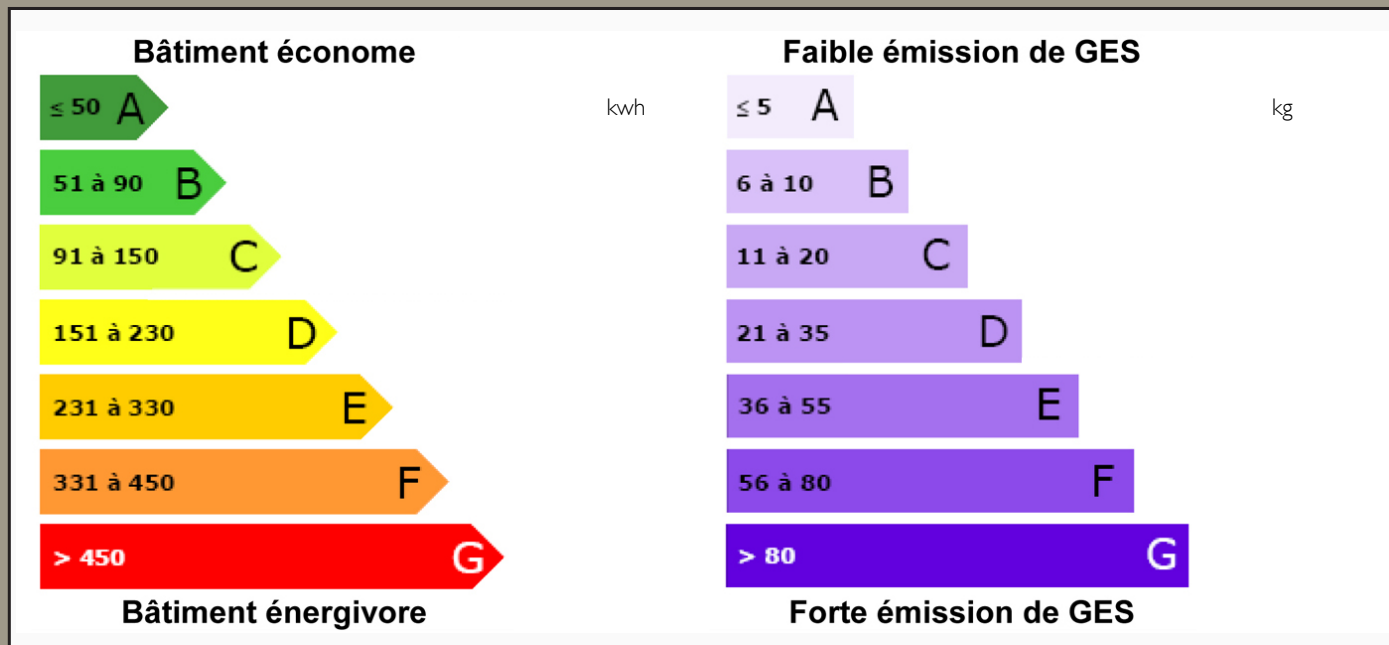 Bâtiment économe
≤ 50 A
kwh
51 à 90 B
91 à 150 C
151 à 230 D
231 à 330 E
331 à 450 F
> 450 G
Bâtiment énergivore
Faible émission de GES
≤ 5 A
kg
6 à 10 B
11 à 20 C
21 à 35 D
36 à 55 E
56 à 80 F
> 80 G
Forte émission de GES